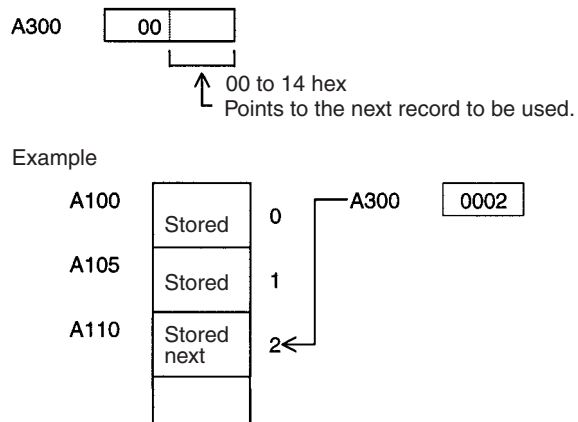 A300 00
00 to 14 hex
Points to the next record to be used.
Example
A100 Stored 0 A300 0002
A105 Stored 1
A110 Stored next 2